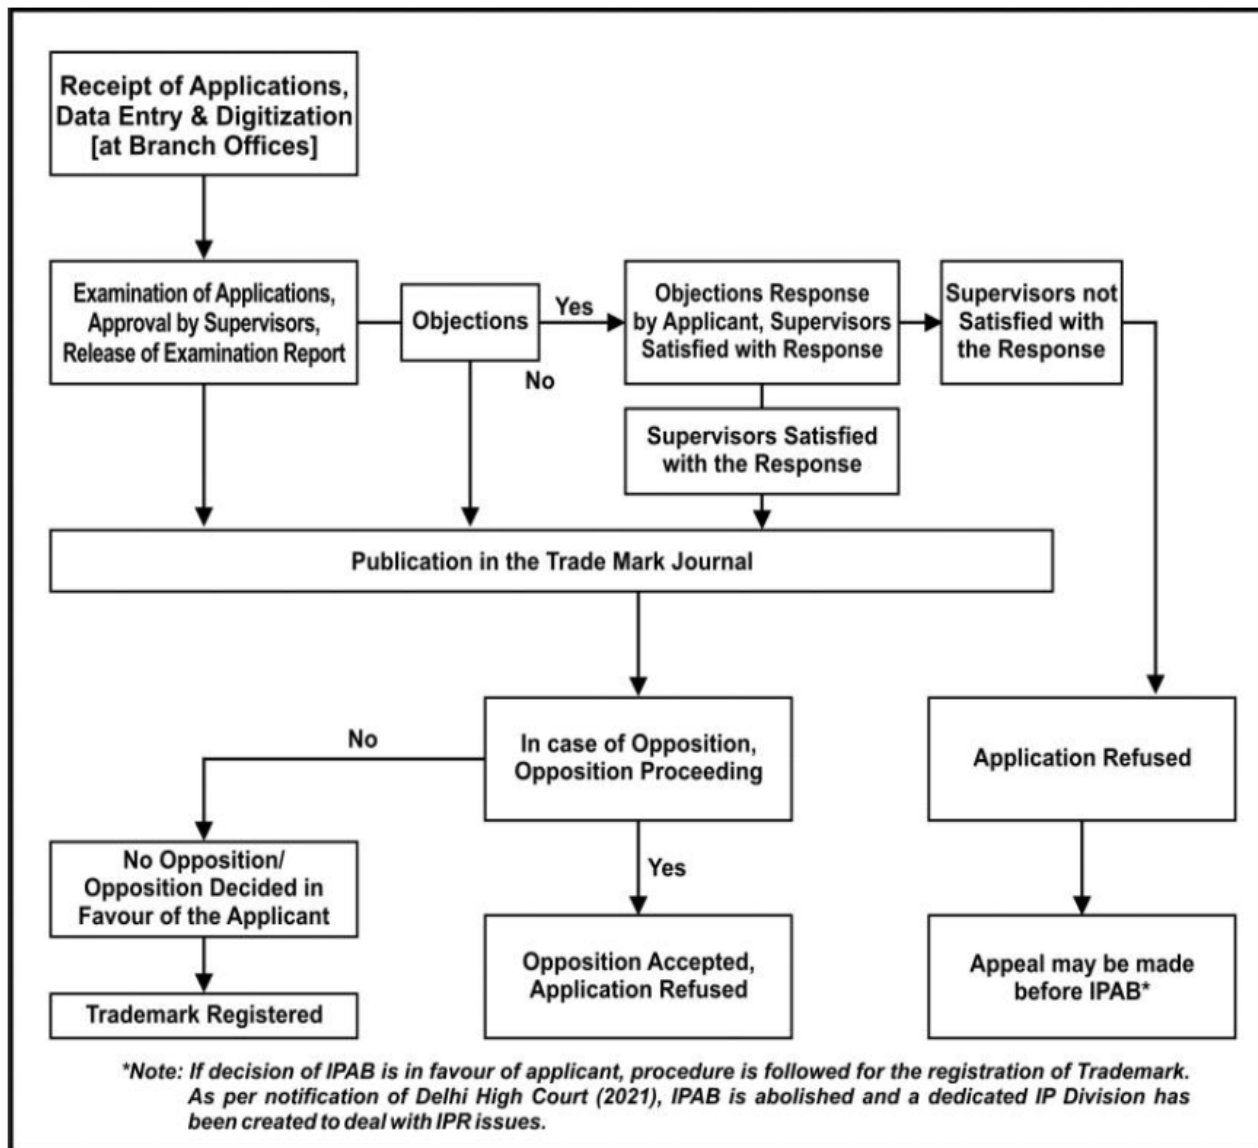 Receipt of Applications,
Data Entry & Digitization
[at Branch Offices]
Examination of Applications,
Approval by Supervisors,
Release of Examination Report
Objections
Yes
No
Objections Response
by Applicant, Supervisors
Satisfied with Response
Supervisors not
Satisfied with
the Response
Supervisors Satisfied
with the Response
Publication in the Trade Mark Journal
No
In case of Opposition,
Opposition Proceeding
Application Refused
No Opposition/
Opposition Decided in
Favour of the Applicant
Yes
Trademark Registered
Opposition Accepted,
Application Refused
Appeal may be made
before IPAB*
*Note: If decision of IPAB is in favour of applicant, procedure is followed for the registration of Trademark.
As per notification of Delhi High Court (2021), IPAB is abolished and a dedicated IP Division has
been created to deal with IPR issues.